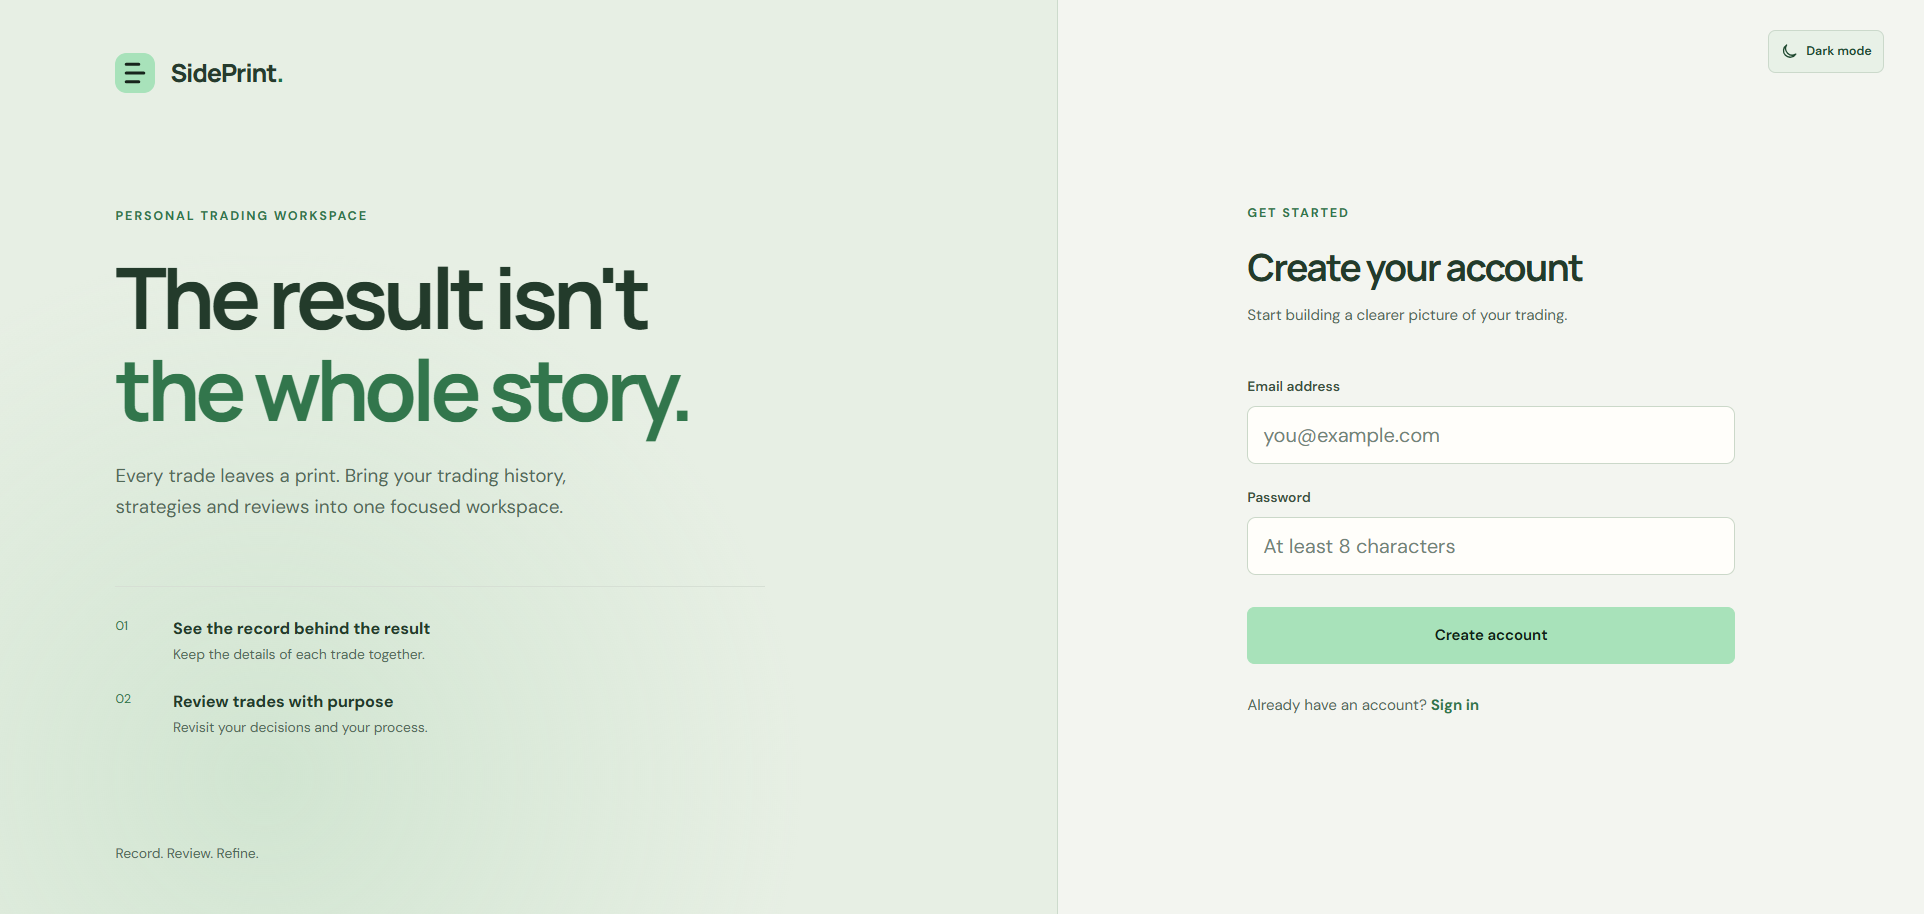 SidePrint.
PERSONAL TRADING WORKSPACE
The result isn't
the whole story.
Every trade leaves a print. Bring your trading history,
strategies and reviews into one focused workspace.
01
See the record behind the result
Keep the details of each trade together.
02
Review trades with purpose
Revisit your decisions and your process.
Record. Review. Refine.
Dark mode
GET STARTED
Create your account
Start building a clearer picture of your trading.
Email address
you@example.com
Password
At least 8 characters
Create account
Already have an account? Sign in